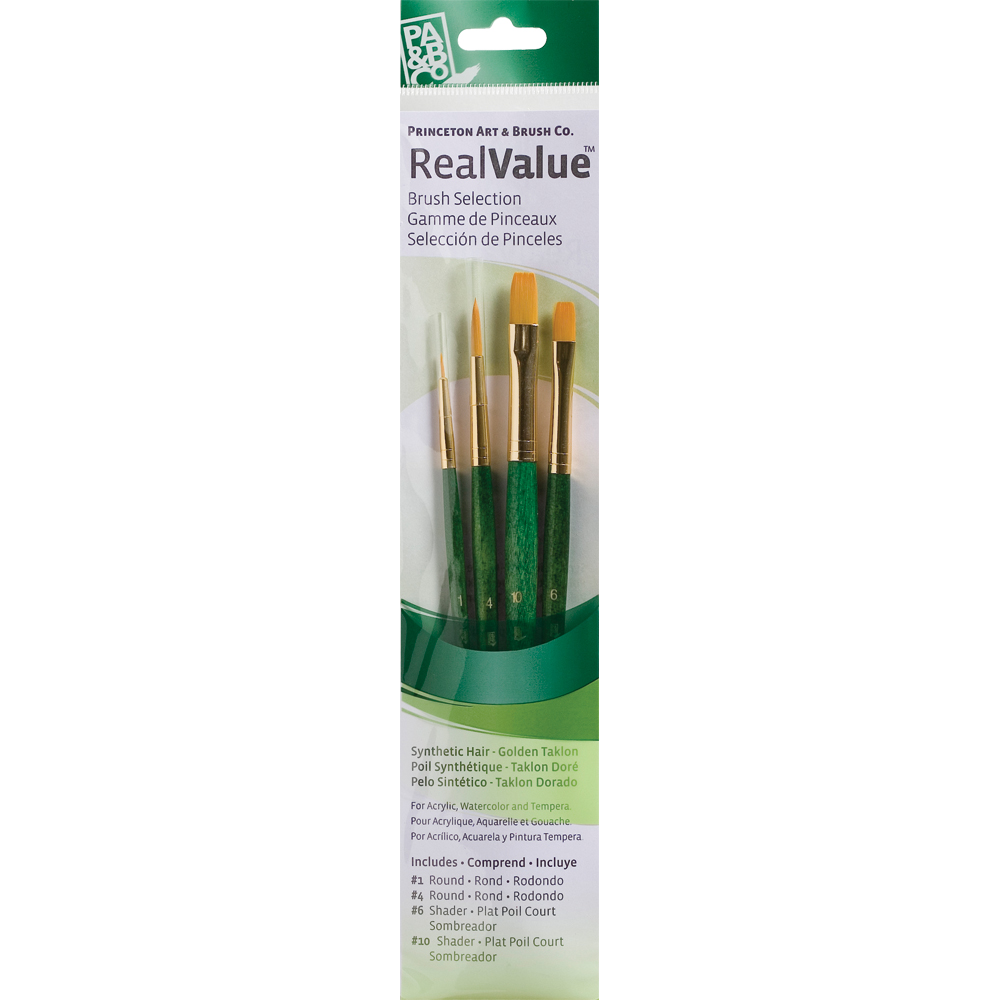 PA
&B
Co
PRINCETON ART & BRUSH CO.
RealValue™
Brush Selection
Gamme de Pinceaux
Selección de Pinceles
1 4 10 6
Synthetic Hair - Golden Taklon
Poil Synthétique - Taklon Doré
Pelo Sintético - Taklon Dorado
For Acrylic, Watercolor and Tempera.
Pour Acrylique, Aquarelle et Gouache.
Por Acrílico, Acuarela y Pintura Tempera.
Includes • Comprend • Incluye
#1 Round • Rond • Rodondo
#4 Round • Rond • Rodondo
#6 Shader • Plat Poil Court
Sombreador
#10 Shader • Plat Poil Court
Sombreador